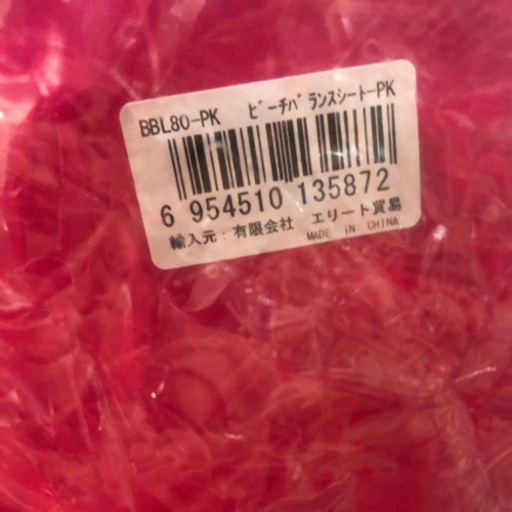 BBL80-PK ﾋﾞｰﾁﾊﾞﾗﾝｽｼｰﾄ-PK
6 954510 135872
輸入元：有限会社 エリート貿易
MADE iN CHINA